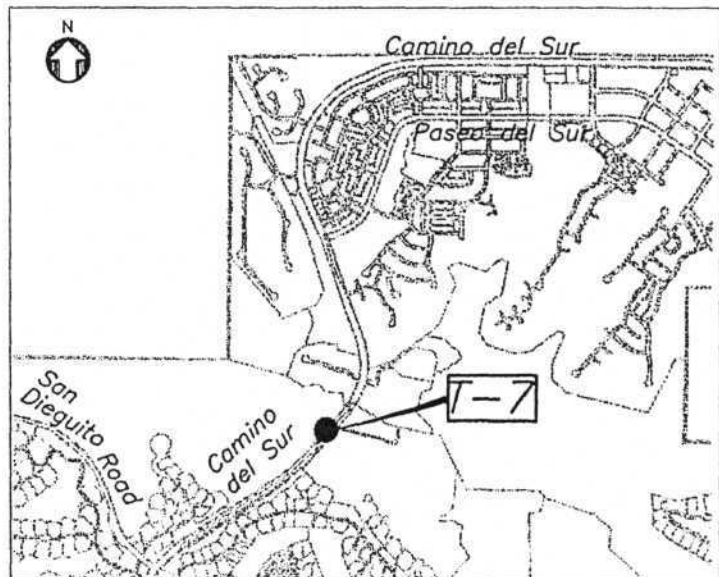 N
Camino del Sur
Paseo del Sur
San
Dieguito Road
Camino
del Sur
T-7